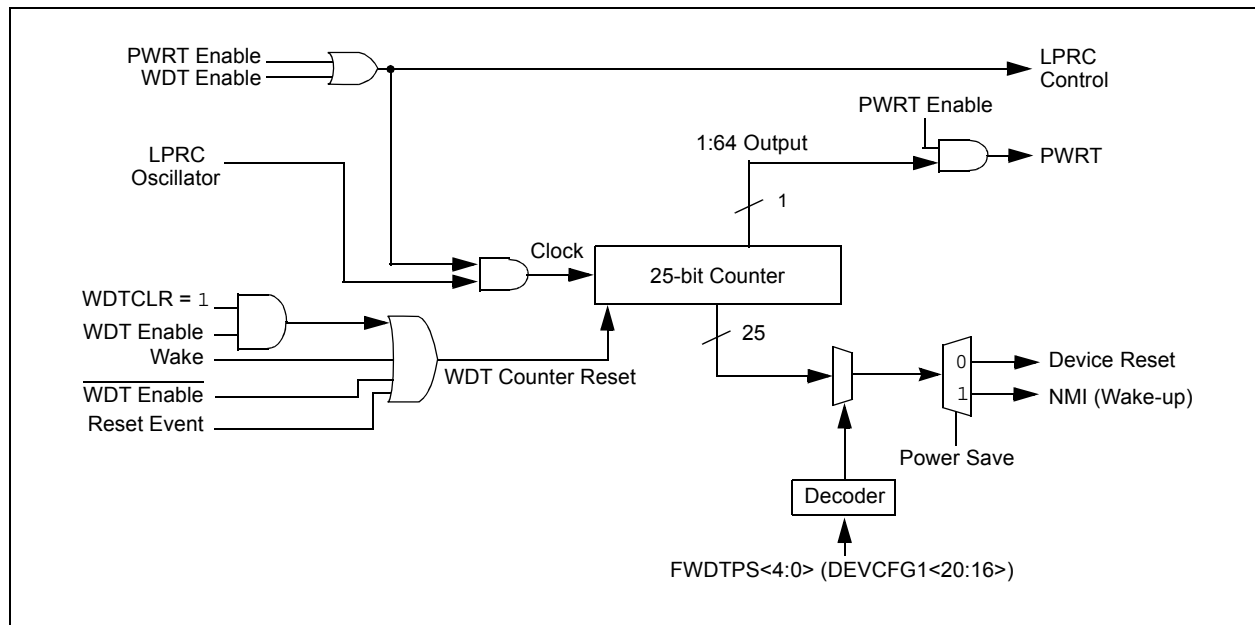 PWRT Enable
WDT Enable
LPRC
Control
PWRT Enable
1:64 Output
PWRT
LPRC
Oscillator
1
Clock
25-bit Counter
WDTCLR = 1
WDT Enable
Wake
25
WDT Counter Reset
WDT Enable
Reset Event
0
Device Reset
1
NMI (Wake-up)
Power Save
Decoder
FWDTPS<4:0> (DEVCFG1<20:16>)